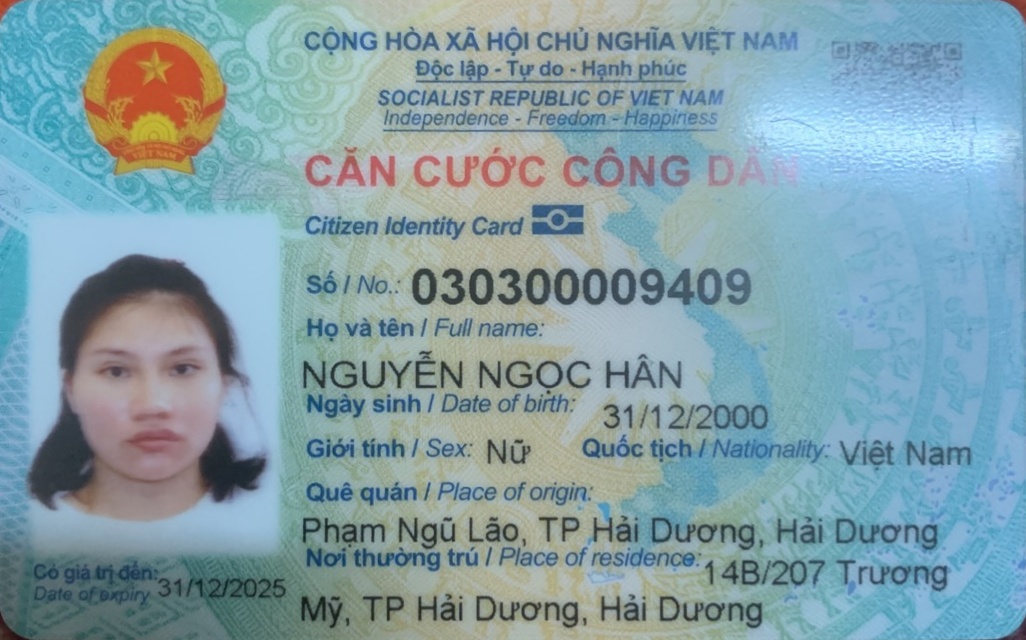 CỘNG HÒA XÃ HỘI CHỦ NGHĨA VIỆT NAM
Độc lập - Tự do - Hạnh phúc
SOCIALIST REPUBLIC OF VIET NAM
Independence - Freedom - Happiness
CĂN CƯỚC CÔNG DÂN
Citizen Identity Card
Số / No.: 030300009409
Họ và tên / Full name:
NGUYỄN NGỌC HÂN
Ngày sinh / Date of birth: 31/12/2000
Giới tính / Sex: Nữ Quốc tịch / Nationality: Việt Nam
Quê quán / Place of origin:
Phạm Ngũ Lão, TP Hải Dương, Hải Dương
Nơi thường trú / Place of residence: 14B/207 Trương
Mỹ, TP Hải Dương, Hải Dương
Có giá trị đến: 31/12/2025
Date of expiry